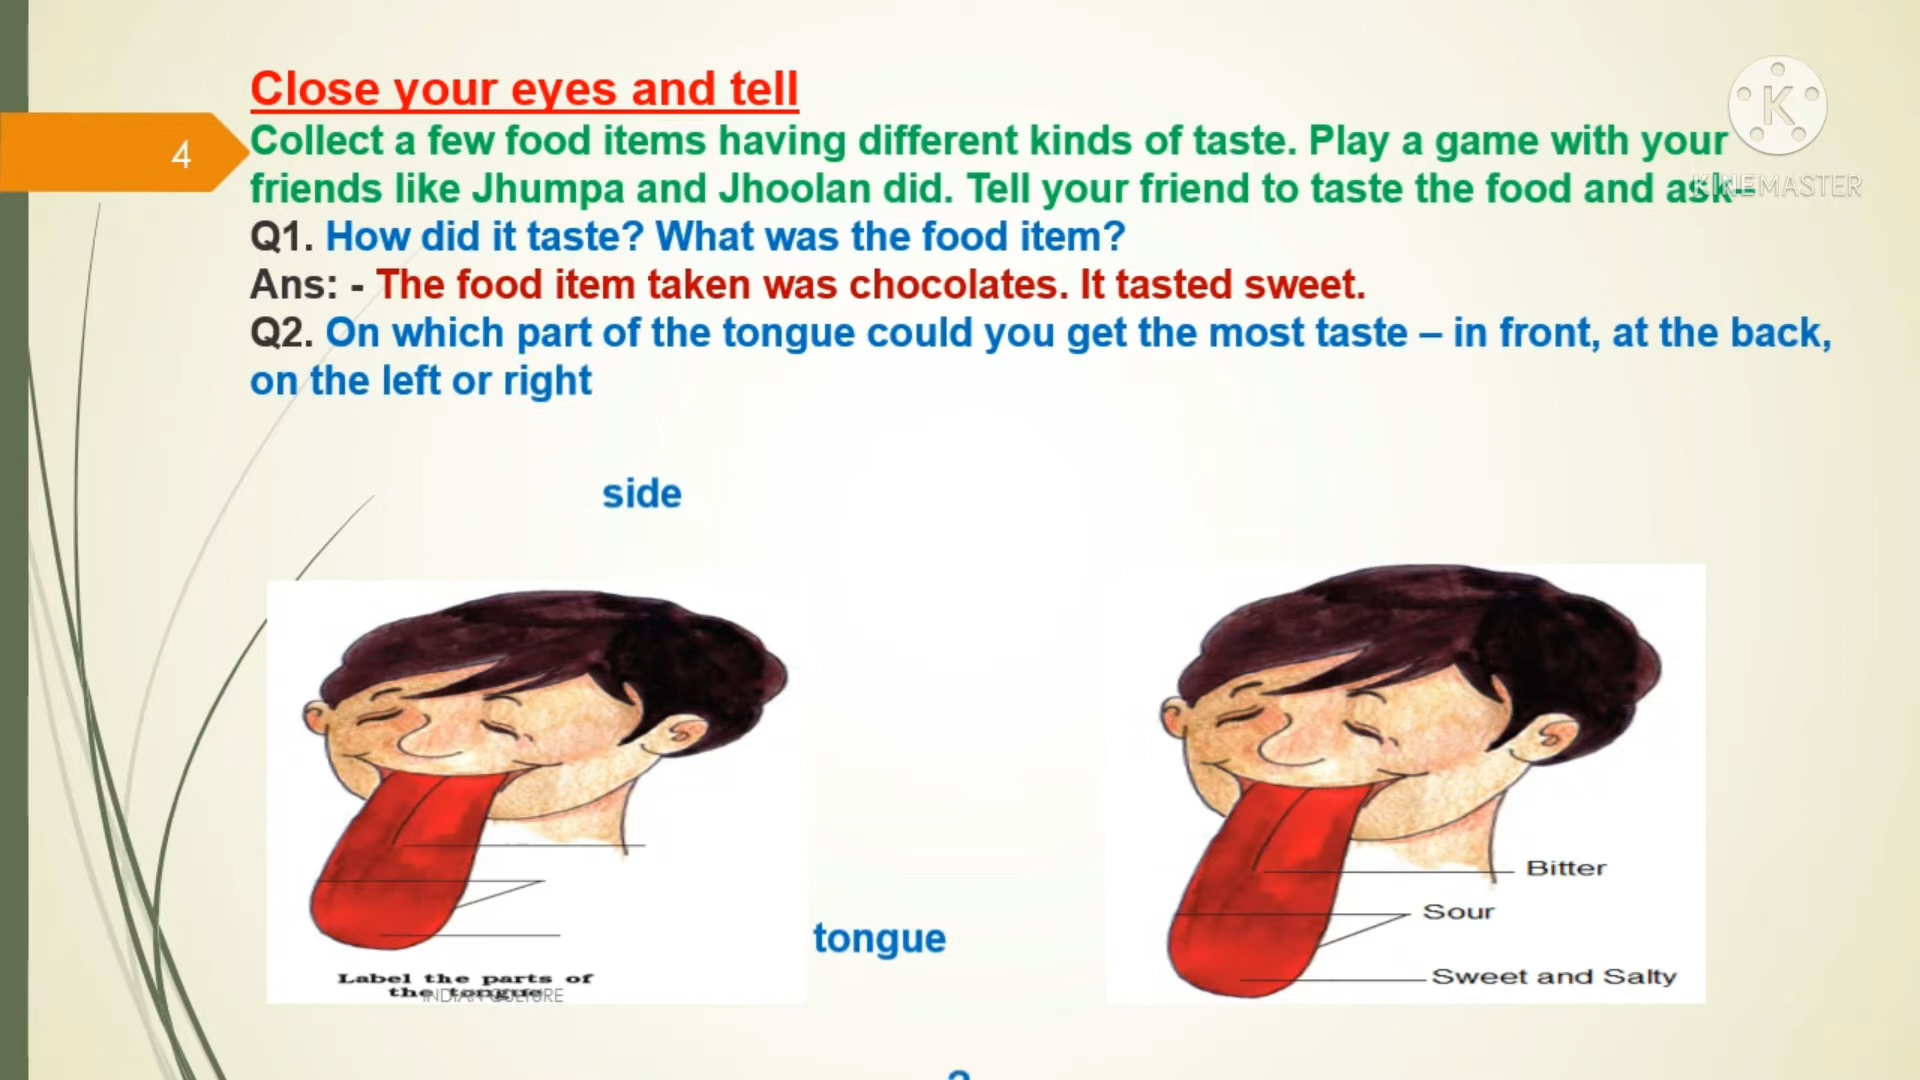 Close your eyes and tell
4
Collect a few food items having different kinds of taste. Play a game with your
friends like Jhumpa and Jhoolan did. Tell your friend to taste the food and ask–
Q1. How did it taste? What was the food item?
Ans: - The food item taken was chocolates. It tasted sweet.
Q2. On which part of the tongue could you get the most taste – in front, at the back,
on the left or right
side
K
KINEMASTER
Bitter
Sour
tongue
Sweet and Salty
Label the parts of
the tongue
INDIAN CULTURE
?